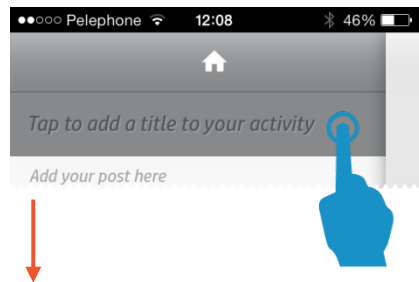 Pelephone 12:08 46%
Tap to add a title to your activity
Add your post here